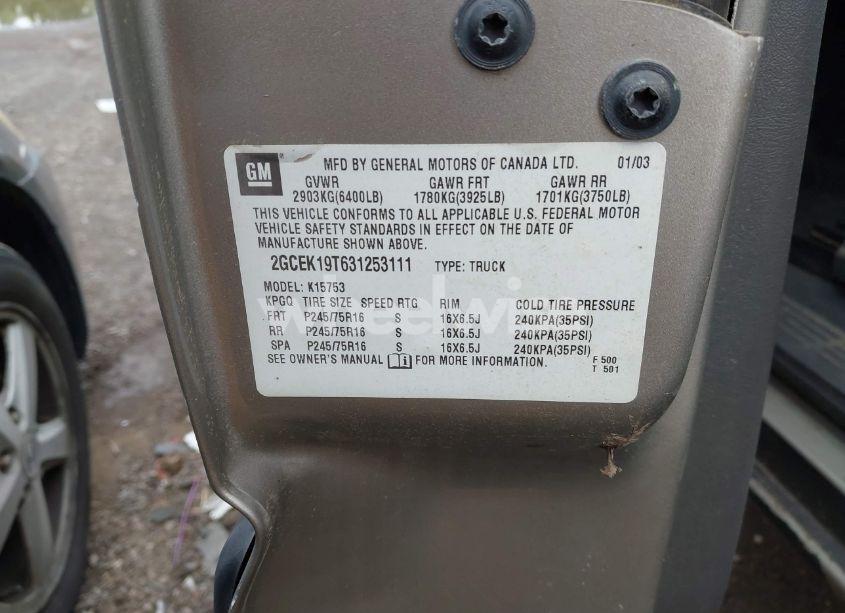 GM ® MFD BY GENERAL MOTORS OF CANADA LTD. 01/03
GVWR GAWR FRT GAWR RR
2903KG(6400LB) 1780KG(3925LB) 1701KG(3750LB)
THIS VEHICLE CONFORMS TO ALL APPLICABLE U.S. FEDERAL MOTOR
VEHICLE SAFETY STANDARDS IN EFFECT ON THE DATE OF
MANUFACTURE SHOWN ABOVE.
2GCEK19T631253111 TYPE: TRUCK
MODEL: K15753
KPGQ TIRE SIZE SPEED RTG RIM COLD TIRE PRESSURE
FRT P245/75R16 S 16X6.5J 240KPA(35PSI)
RR P245/75R16 S 16X6.5J 240KPA(35PSI)
SPA P245/75R16 S 16X6.5J 240KPA(35PSI)
SEE OWNER'S MANUAL i FOR MORE INFORMATION. F 500
T 501